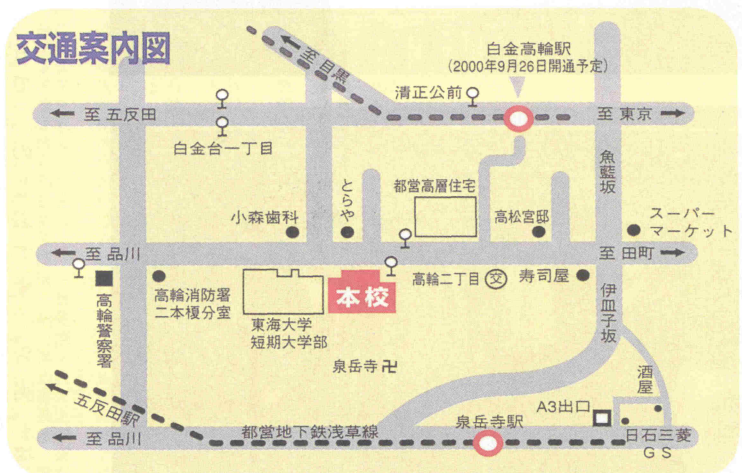 交通案内図
至目黒
白金高輪駅
(2000年9月26日開通予定)
清正公前
至 五反田
至 東京
白金台一丁目
魚藍坂
とらや
都営高層住宅
小森歯科
高松宮邸
スーパー
マーケット
至 品川
至 田町
高輪二丁目
交
寿司屋
高輪警察署
高輪消防署
二本榎分室
東海大学
短期大学部
本校
伊皿子坂
泉岳寺
酒屋
五反田駅
A3出口
都営地下鉄浅草線
泉岳寺駅
至 品川
日石三菱
GS